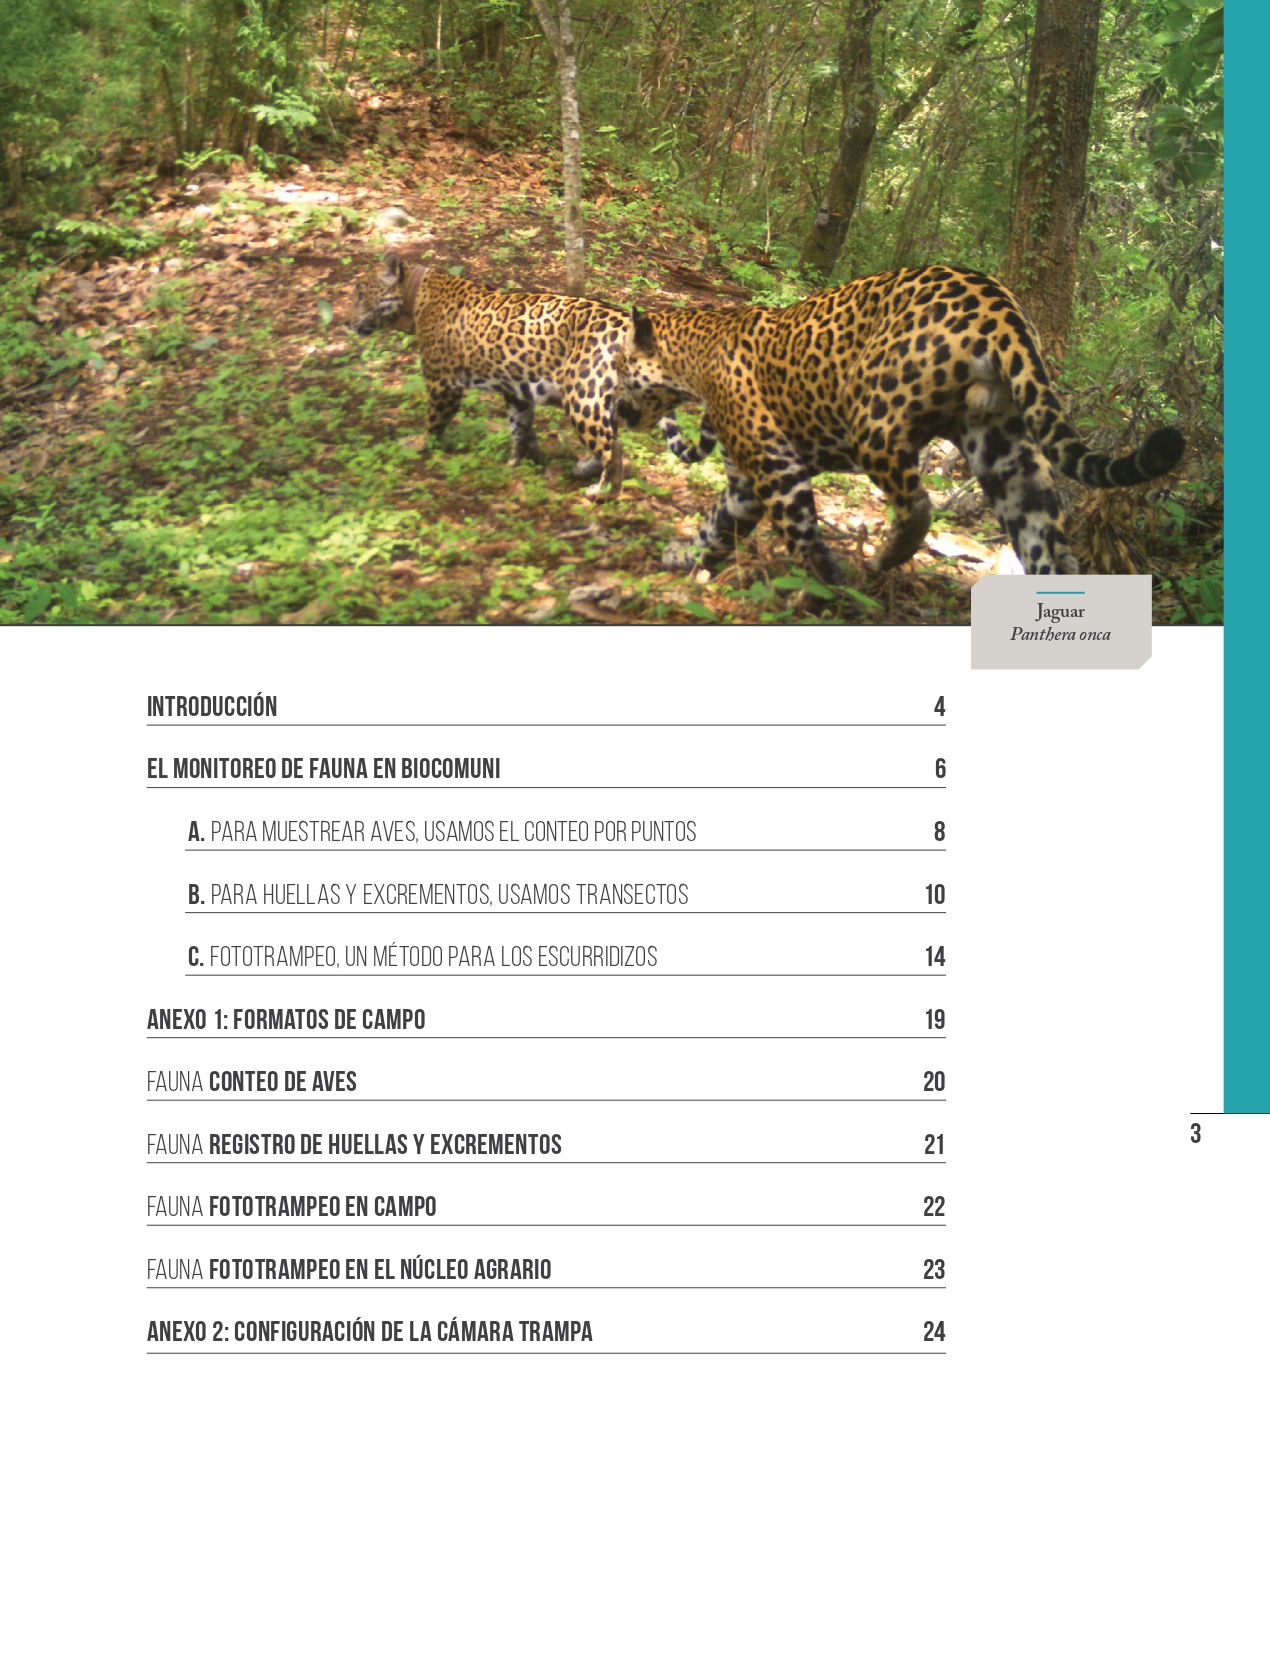 Jaguar
Panthera onca
INTRODUCCIÓN 4
EL MONITOREO DE FAUNA EN BIOCOMUNI 6
A. PARA MUESTREAR AVES, USAMOS EL CONTEO POR PUNTOS 8
B. PARA HUELLAS Y EXCREMENTOS, USAMOS TRANSECTOS 10
C. FOTOTRAMPEO, UN MÉTODO PARA LOS ESCURRIDIZOS 14
ANEXO 1: FORMATOS DE CAMPO 19
FAUNA CONTEO DE AVES 20
FAUNA REGISTRO DE HUELLAS Y EXCREMENTOS 21
FAUNA FOTOTRAMPEO EN CAMPO 22
FAUNA FOTOTRAMPEO EN EL NÚCLEO AGRARIO 23
ANEXO 2: CONFIGURACIÓN DE LA CÁMARA TRAMPA 24
3